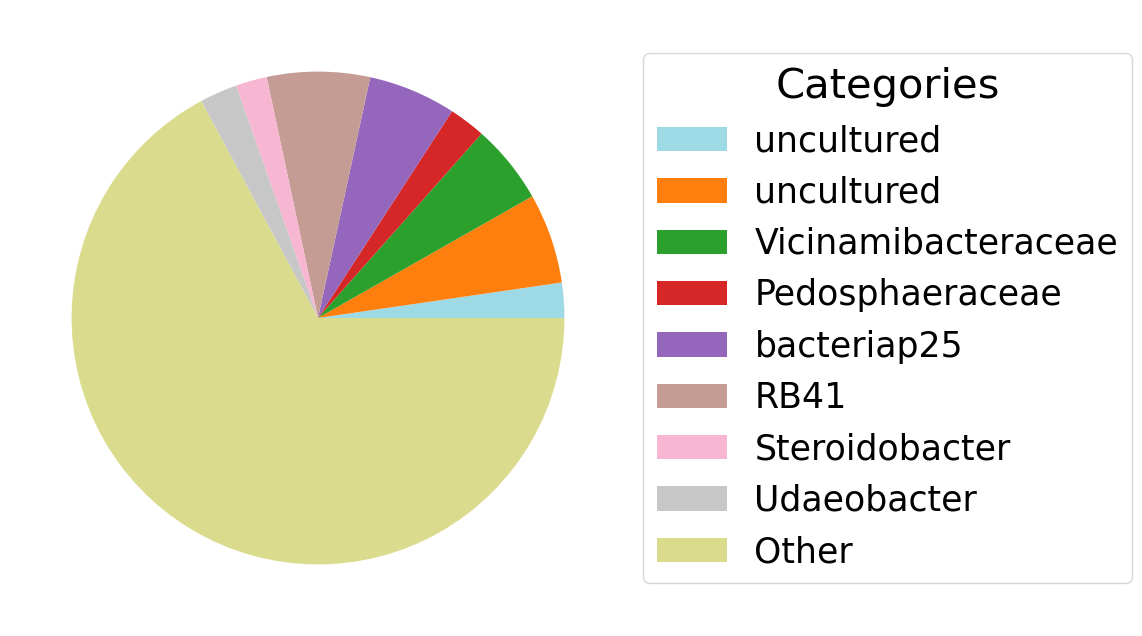 Categories
uncultured
uncultured
Vicinamibacteraceae
Pedosphaeraceae
bacteriap25
RB41
Steroidobacter
Udaeobacter
Other